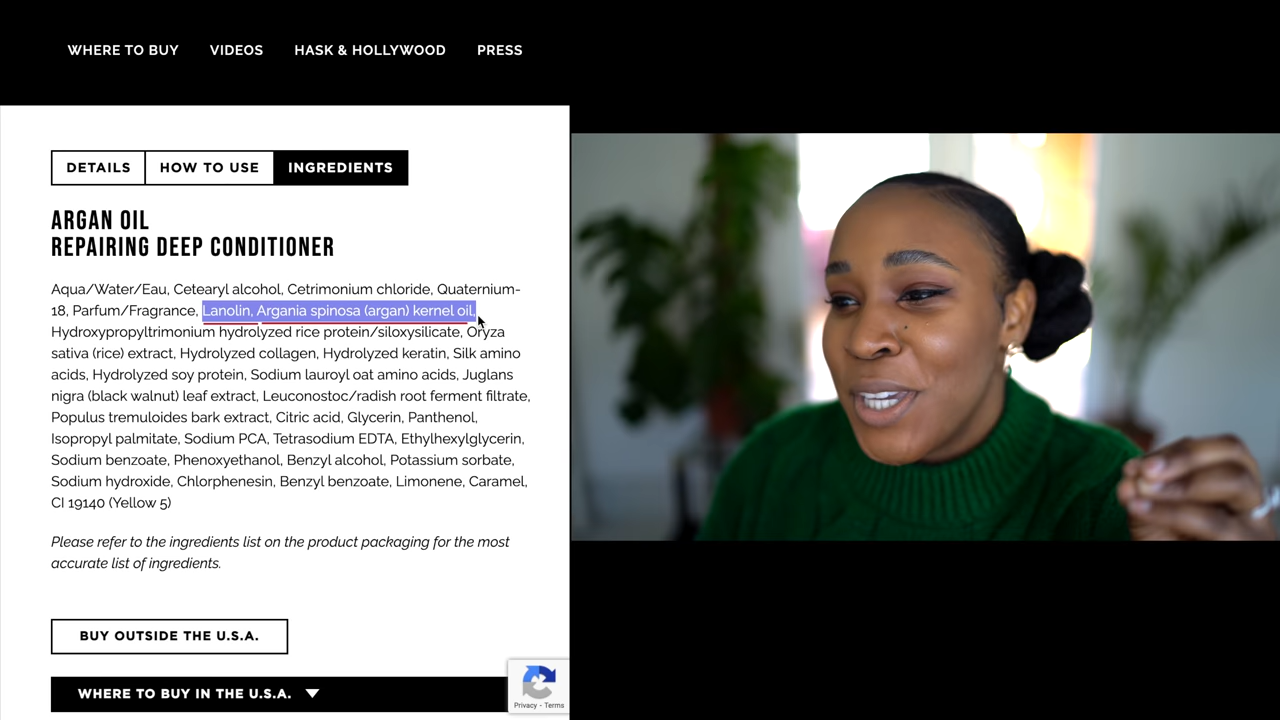 WHERE TO BUY VIDEOS HASK & HOLLYWOOD PRESS
DETAILS HOW TO USE INGREDIENTS
ARGAN OIL
REPAIRING DEEP CONDITIONER
Aqua/Water/Eau, Cetearyl alcohol, Cetrimonium chloride, Quaternium-
18, Parfum/Fragrance, Lanolin, Argania spinosa (argan) kernel oil,
Hydroxypropyltrimonium hydrolyzed rice protein/siloxysilicate, Oryza
sativa (rice) extract, Hydrolyzed collagen, Hydrolyzed keratin, Silk amino
acids, Hydrolyzed soy protein, Sodium lauroyl oat amino acids, Juglans
nigra (black walnut) leaf extract, Leuconostoc/radish root ferment filtrate,
Populus tremuloides bark extract, Citric acid, Glycerin, Panthenol,
Isopropyl palmitate, Sodium PCA, Tetrasodium EDTA, Ethylhexylglycerin,
Sodium benzoate, Phenoxyethanol, Benzyl alcohol, Potassium sorbate,
Sodium hydroxide, Chlorphenesin, Benzyl benzoate, Limonene, Caramel,
CI 19140 (Yellow 5)
Please refer to the ingredients list on the product packaging for the most
accurate list of ingredients.
BUY OUTSIDE THE U.S.A.
WHERE TO BUY IN THE U.S.A.
Privacy - Terms